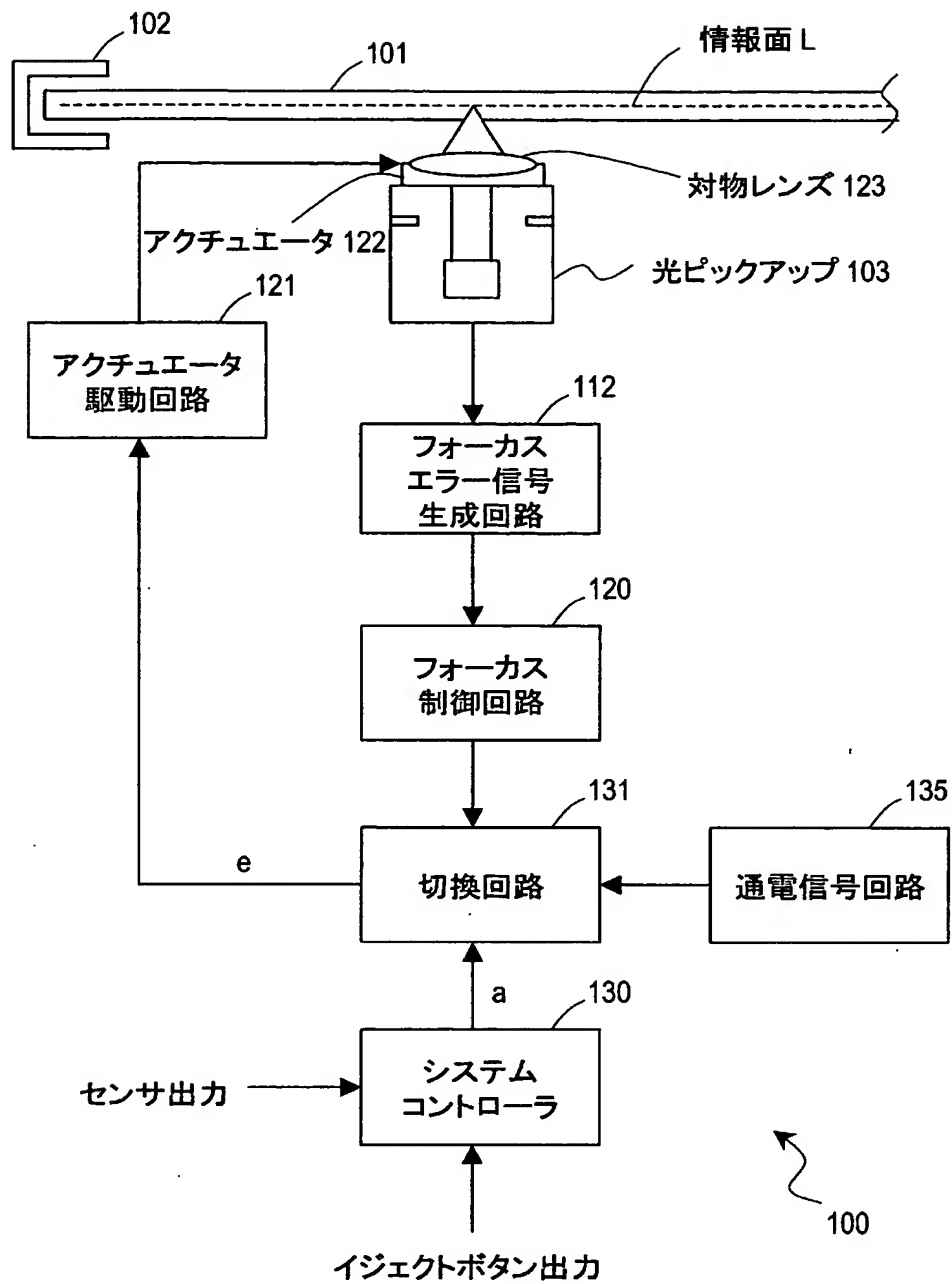 102
101
情報面 L
対物レンズ 123
アクチュエータ 122
光ピックアップ 103
121
アクチュエータ
駆動回路
112
フォーカス
エラー信号
生成回路
120
フォーカス
制御回路
131
135
e
切換回路
通電信号回路
a
130
センサ出力
システム
コントローラ
100
イジェクトボタン出力